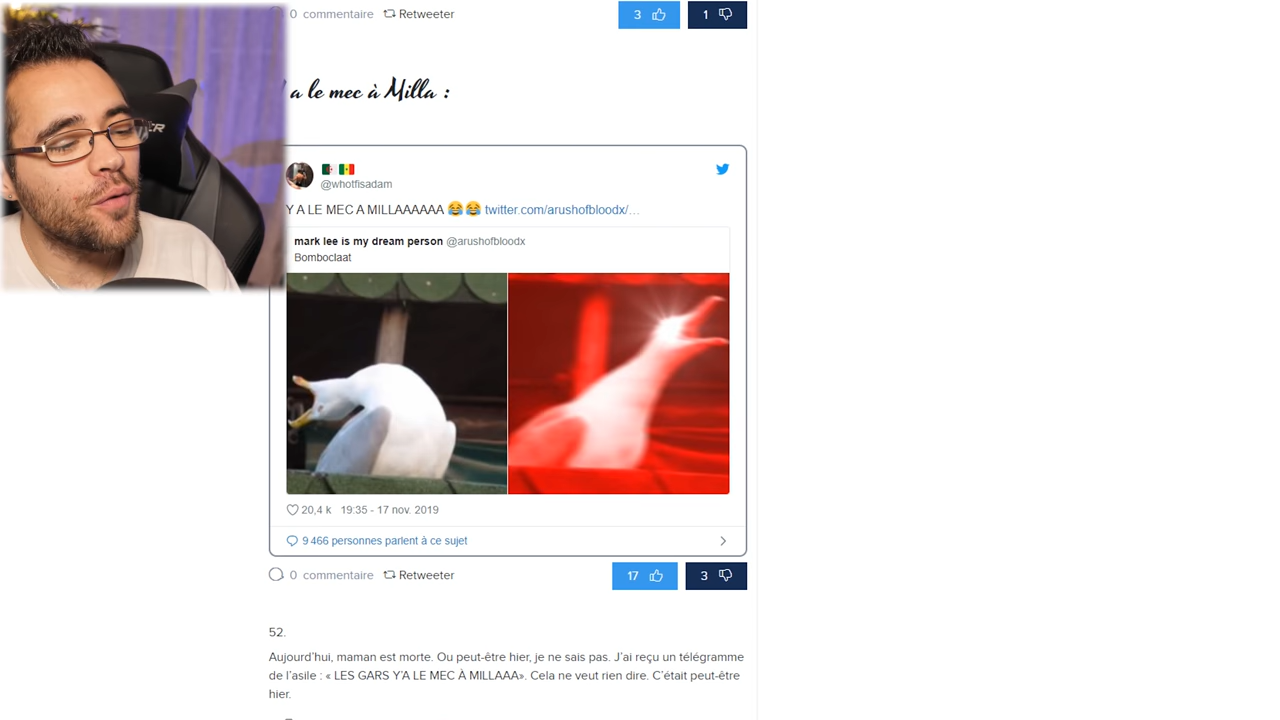 0 commentaire Retweeter
3
1
a le mec à Milla :
@whotfisadam
Y A LE MEC A MILLAAAAAA 😂😂 twitter.com/arushofbloodx/…
mark lee is my dream person @arushofbloodx
Bomboclaat
20,4 k 19:35 - 17 nov. 2019
9 466 personnes parlent à ce sujet
0 commentaire Retweeter
17
3
52.
Aujourd’hui, maman est morte. Ou peut-être hier, je ne sais pas. J’ai reçu un télégramme
de l’asile : « LES GARS Y’A LE MEC À MILLAAA». Cela ne veut rien dire. C’était peut-être
hier.